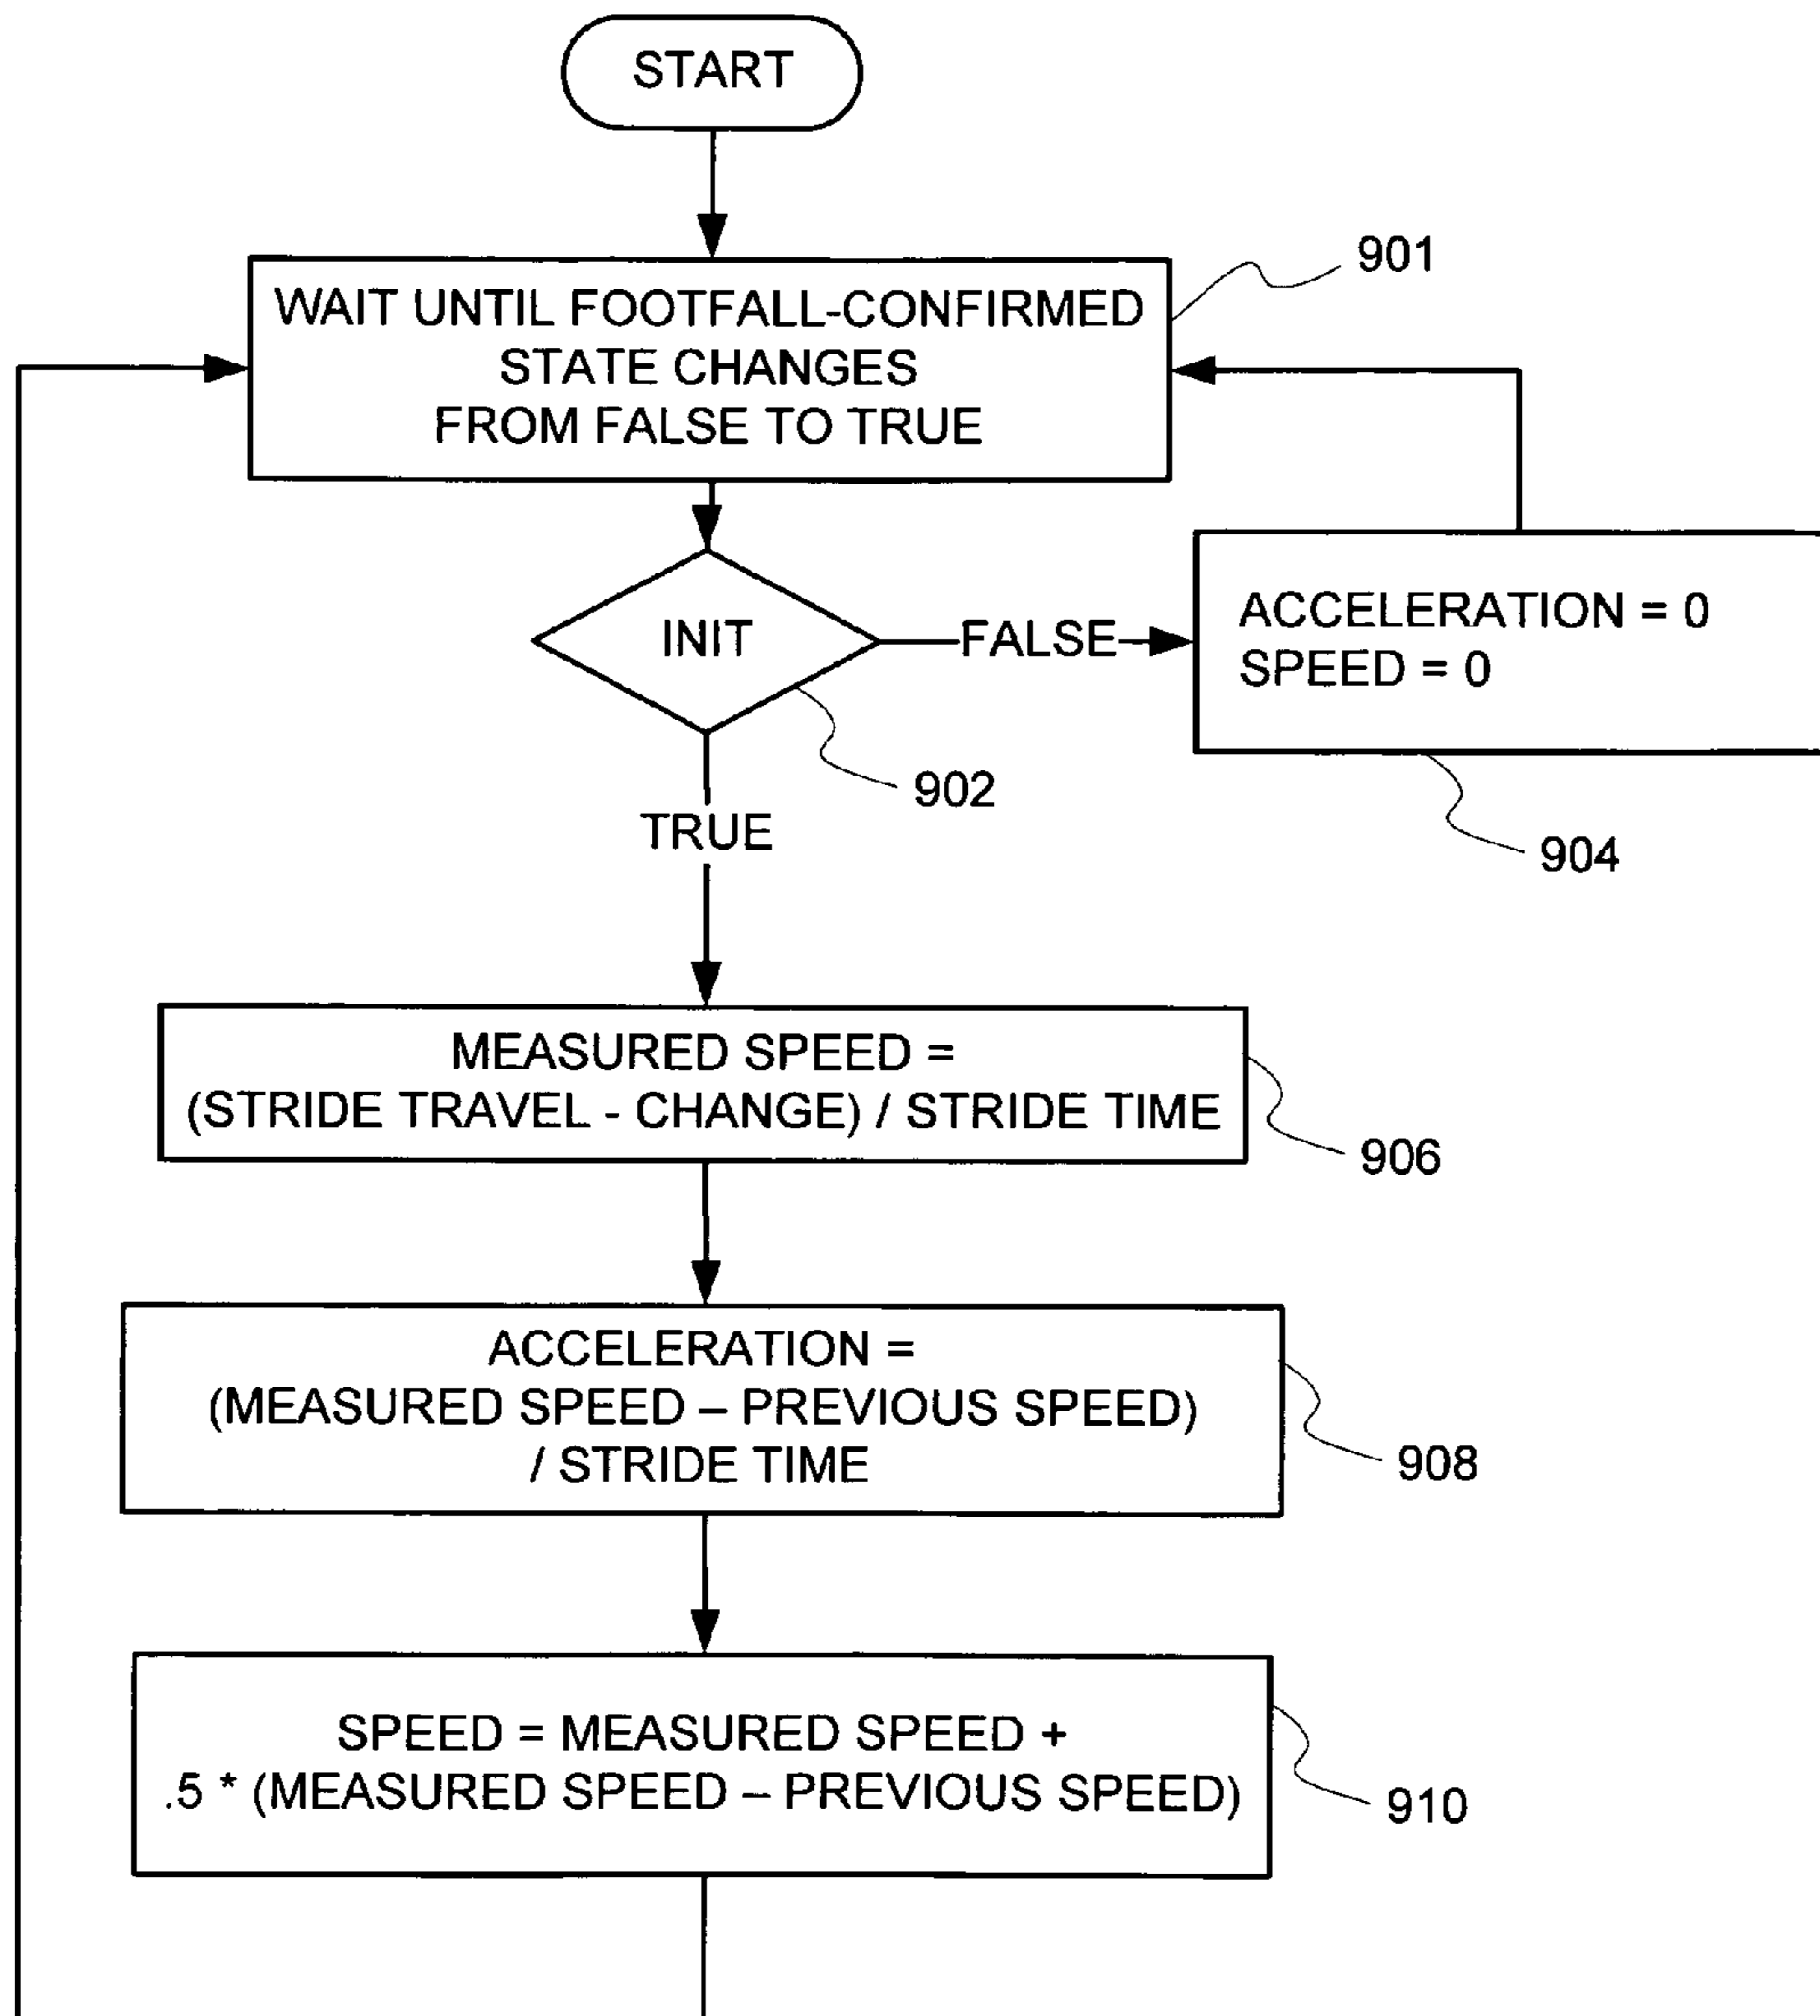 START
901
WAIT UNTIL FOOTFALL-CONFIRMED
STATE CHANGES
FROM FALSE TO TRUE
INIT
FALSE
ACCELERATION = 0
SPEED = 0
902
TRUE
904
MEASURED SPEED =
(STRIDE TRAVEL - CHANGE) / STRIDE TIME
906
ACCELERATION =
(MEASURED SPEED – PREVIOUS SPEED)
/ STRIDE TIME
908
SPEED = MEASURED SPEED +
.5 * (MEASURED SPEED – PREVIOUS SPEED)
910